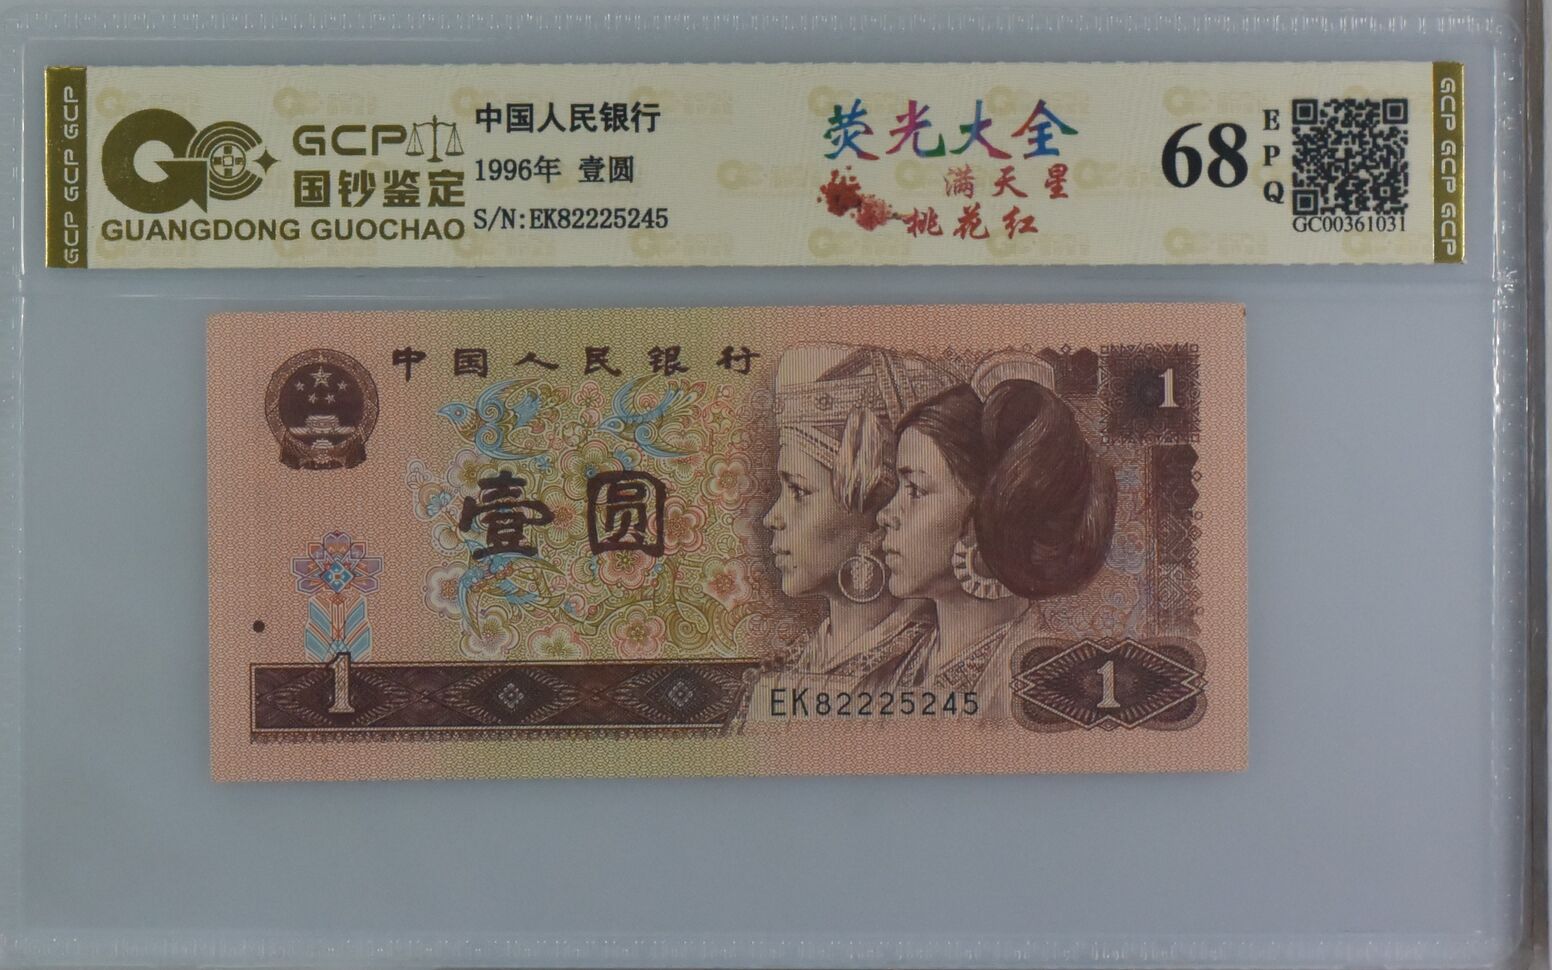 GCP GCP GCP
GCP
国钞鉴定
GUANGDONG GUOCHAO
中国人民银行
1996年 壹圆
S/N:EK82225245
荧光大全
满天星
桃花红
68
EPQ
GC00361031
GCP GCP GCP
中国人民银行
1
壹圆
1
EK82225245
1